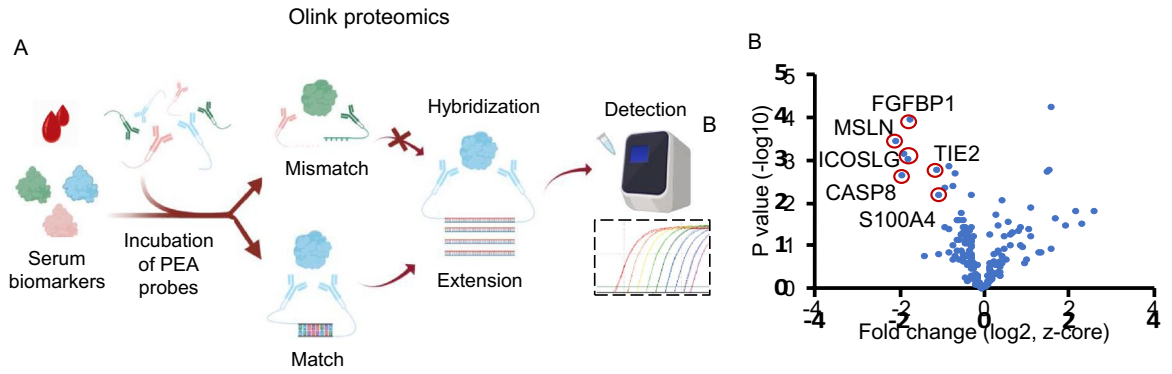 Olink proteomics
A
Serum
biomarkers
Incubation
of PEA
probes
Mismatch
Match
Hybridization
Extension
Detection
B
B
P value (-log10)
5 5
4 4
3 3
2 2
1 1
0 0
FGFBP1
MSLN
ICOSLG
TIE2
CASP8
S100A4
-4 -2 0 2 4
-4 -2 0 2 4
Fold change (log2, z-core)